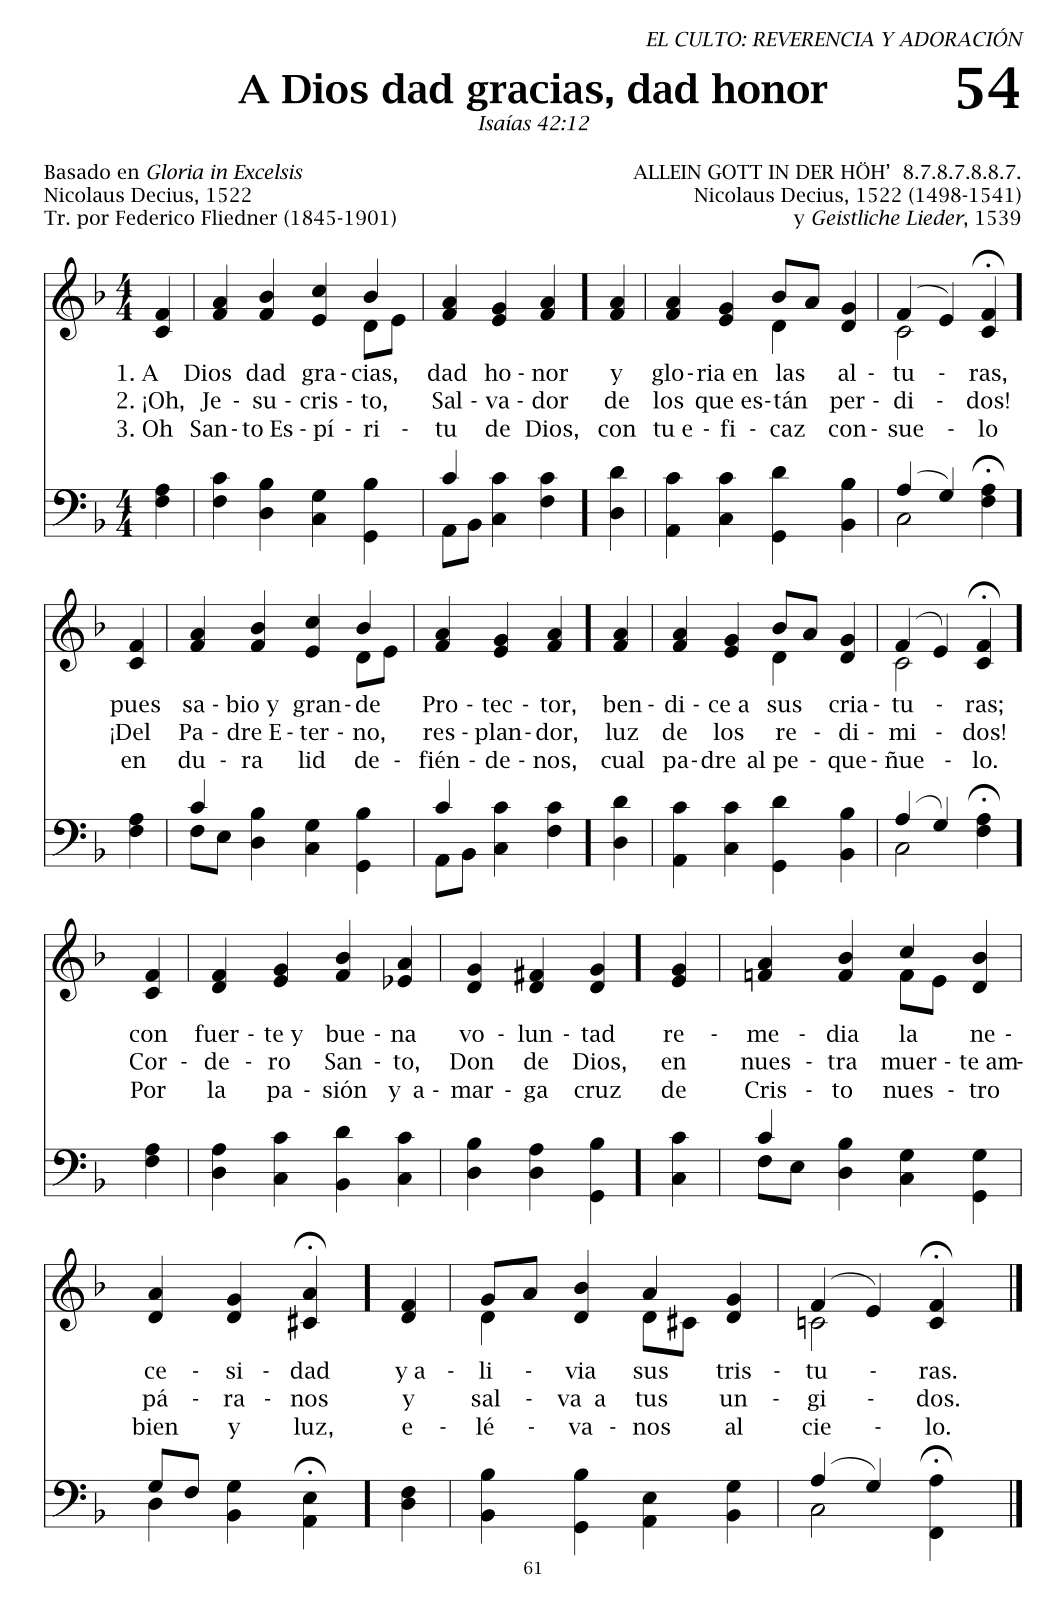 EL CULTO: REVERENCIA Y ADORACIÓN
A Dios dad gracias, dad honor 54
Isaías 42:12
Basado en Gloria in Excelsis
Nicolaus Decius, 1522
Tr. por Federico Fliedner (1845-1901)
ALLEIN GOTT IN DER HÖH’ 8.7.8.7.8.8.7.
Nicolaus Decius, 1522 (1498-1541)
y Geistliche Lieder, 1539
1. A Dios dad gra - cias, dad ho - nor y glo - ria en las al - tu - ras,
2. ¡Oh, Je - su - cris - to, Sal - va - dor de los que es - tán per - di - dos!
3. Oh San - to Es - pí - ri - tu de Dios, con tu e - fi - caz con - sue - lo
pues sa - bio y gran - de Pro - tec - tor, ben - di - ce a sus cria - tu - ras;
¡Del Pa - dre E - ter - no, res - plan - dor, luz de los re - di - mi - dos!
en du - ra lid de - fién - de - nos, cual pa - dre al pe - que - ñue - lo.
con fuer - te y bue - na vo - lun - tad re - me - dia la ne -
Cor - de - ro San - to, Don de Dios, en nues - tra muer - te am -
Por la pa - sión y a - mar - ga cruz de Cris - to nues - tro
ce - si - dad y a - li - via sus tris - tu - ras.
pá - ra - nos y sal - va a tus un - gi - dos.
bien y luz, e - lé - va - nos al cie - lo.
61